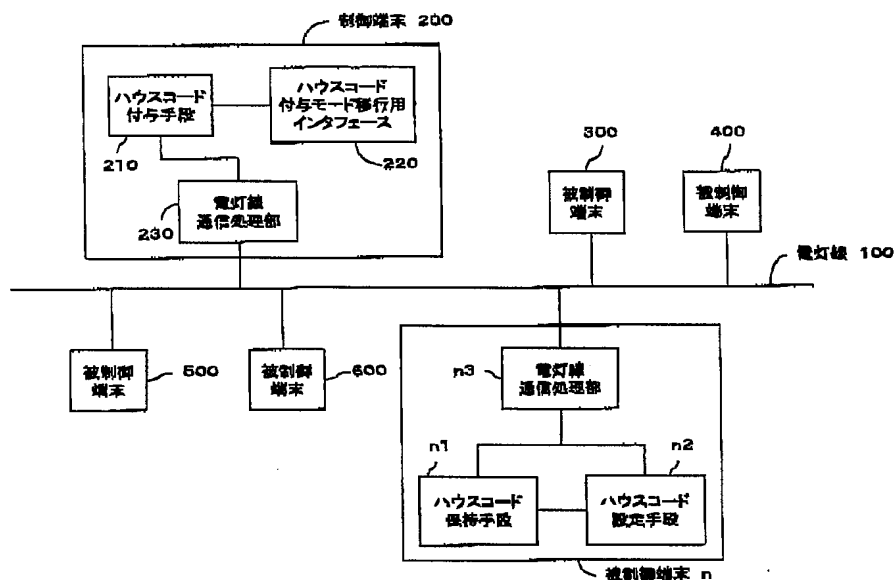 制御端末 200
ハウスコード
付与手段
ハウスコード
付与モード移行用
インタフェース
210
220
電灯線
通信処理部
230
300
400
被制御
端末
被制御
端末
電灯線 100
被制御
端末
500
被制御
端末
600
n3
電灯線
通信処理部
n1
n2
ハウスコード
保持手段
ハウスコード
設定手段
被制御端末 n